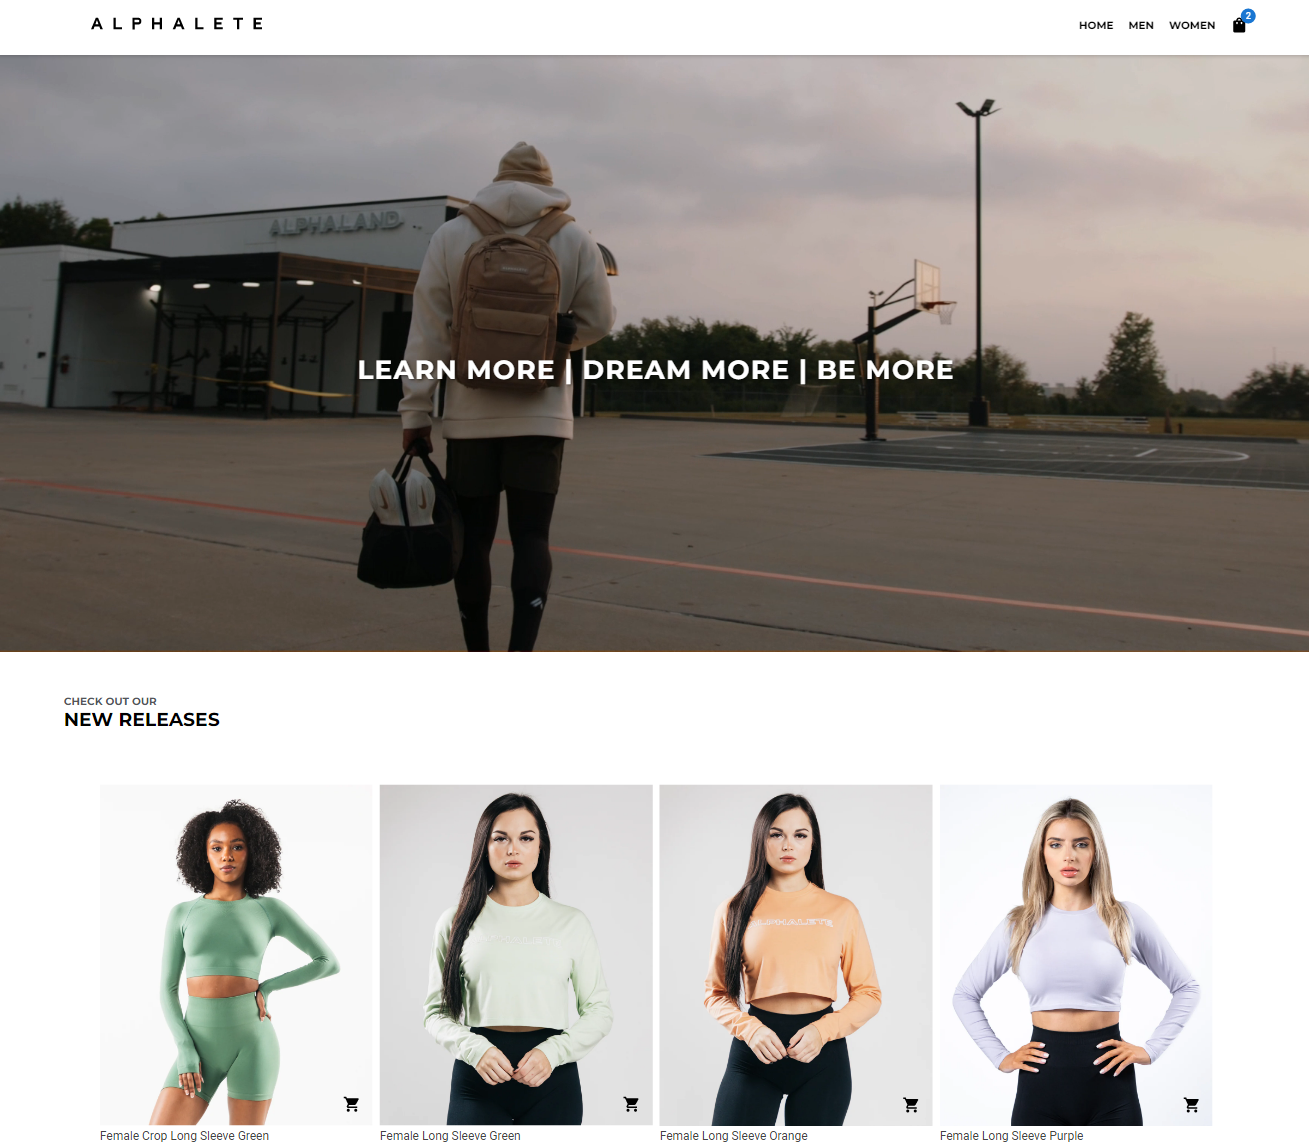 ALPHALETE
HOME MEN WOMEN 2
ALPHALAND
LEARN MORE | DREAM MORE | BE MORE
CHECK OUT OUR
NEW RELEASES
ALPHALETE
Female Crop Long Sleeve Green
Female Long Sleeve Green
Female Long Sleeve Orange
Female Long Sleeve Purple